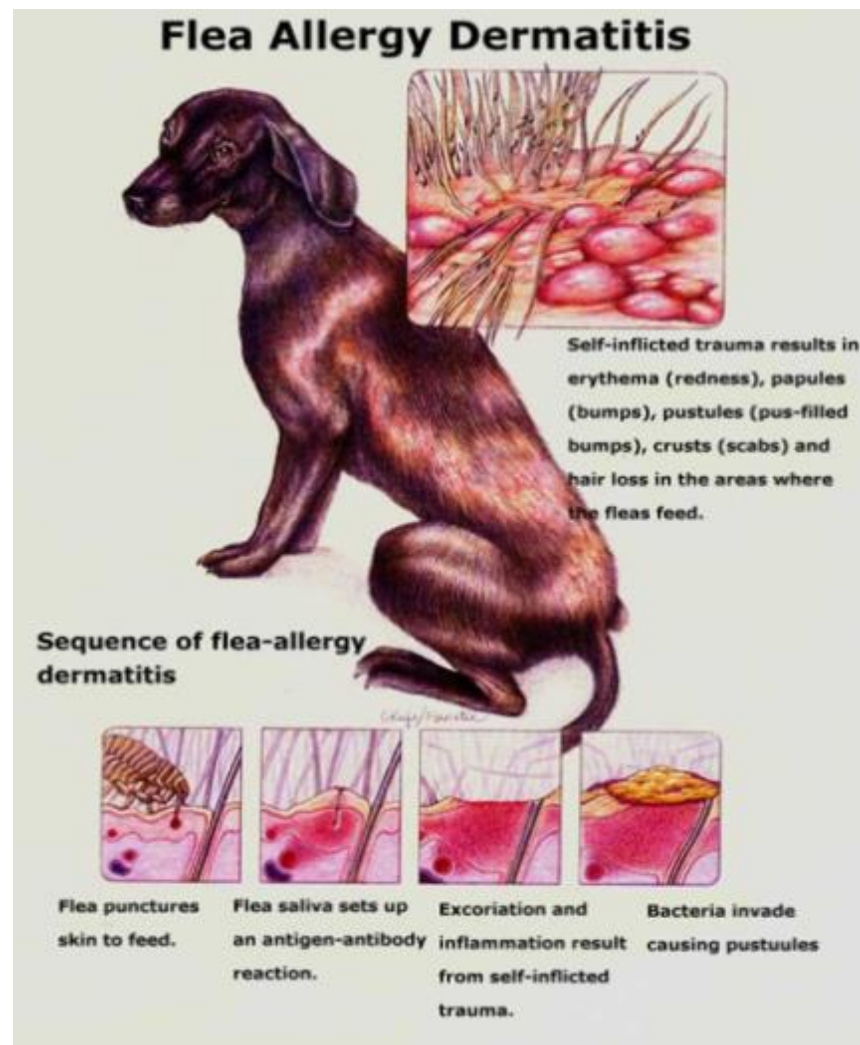 Flea Allergy Dermatitis
Self-inflicted trauma results in
erythema (redness), papules
(bumps), pustules (pus-filled
bumps), crusts (scabs) and
hair loss in the areas where
the fleas feed.
Sequence of flea-allergy
dermatitis
Flea punctures
skin to feed.
Flea saliva sets up
an antigen-antibody
reaction.
Excoriation and
inflammation result
from self-inflicted
trauma.
Bacteria invade
causing pustuules